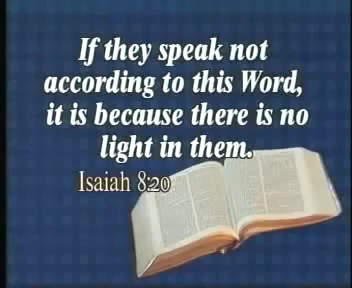 If they speak not
according to this Word,
it is because there is no
light in them.
Isaiah 8:20